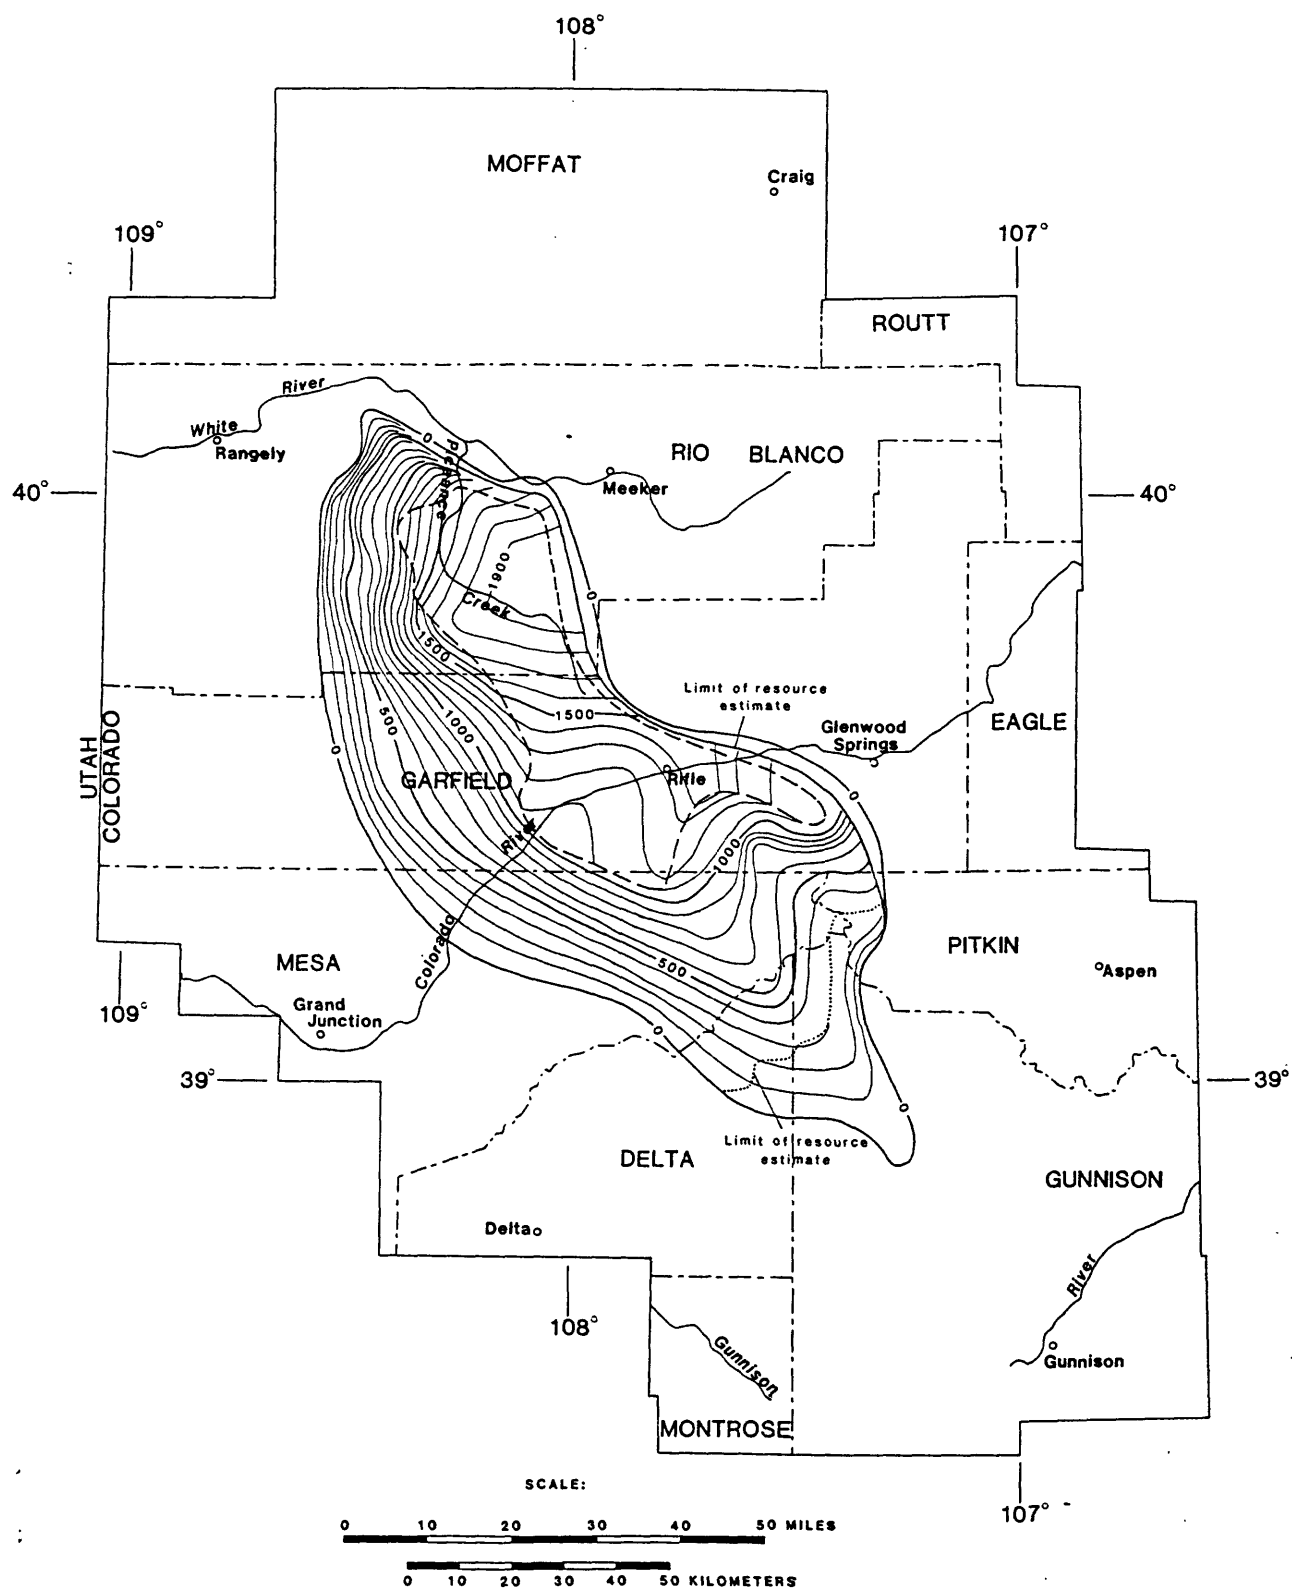 108°
MOFFAT
Craig
109°
107°
ROUTT
River
White
Rangely
0
Piceance
RIO BLANCO
Meeker
40°
40°
1900
Creek
0
1500
Limit of resource
estimate
1500
500
1000
0
Glenwood
Springs
EAGLE
UTAH
COLORADO
GARFIELD
Rifle
0
River
1000
Colorado
MESA
500
PITKIN
Aspen
109°
Grand
Junction
0
39°
39°
0
Limit of resource
estimate
DELTA
GUNNISON
Delta
River
108°
Gunnison
Gunnison
MONTROSE
SCALE:
107°
0 10 20 30 40 50 MILES
0 10 20 30 40 50 KILOMETERS